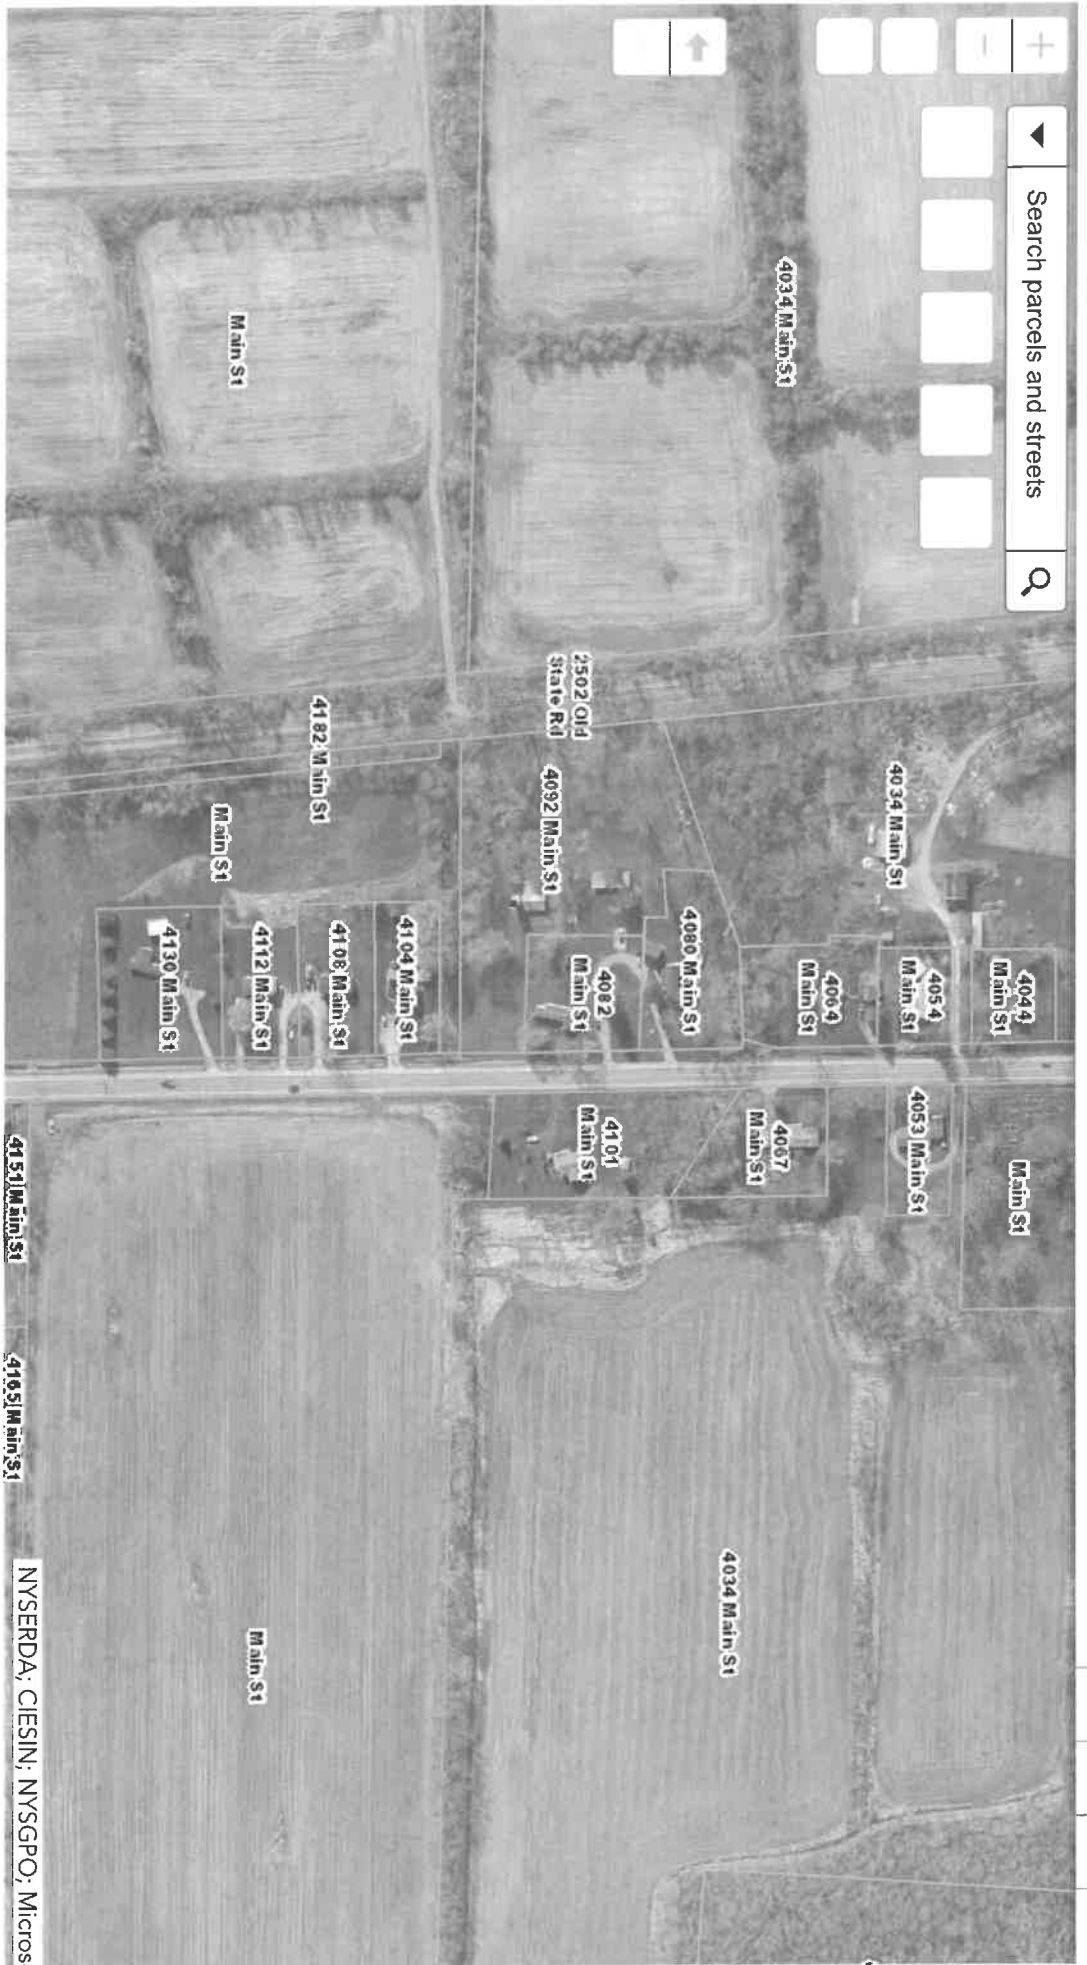 Search parcels and streets
4044
Main St
Main St
4054
Main St
4053 Main St
4034 Main St
4064
Main St
4034 Main St
4067
Main St
4034 Main St
4080 Main St
2502 Old
State Rd
4082
Main St
4101
Main St
4092 Main St
4104 Main St
4108 Main St
4182 Main St
4112 Main St
Main St
Main St
Main St
4130 Main St
4151 Main St
4165 Main St
NYSERDA; CIESIN; NYSGPO; Micros